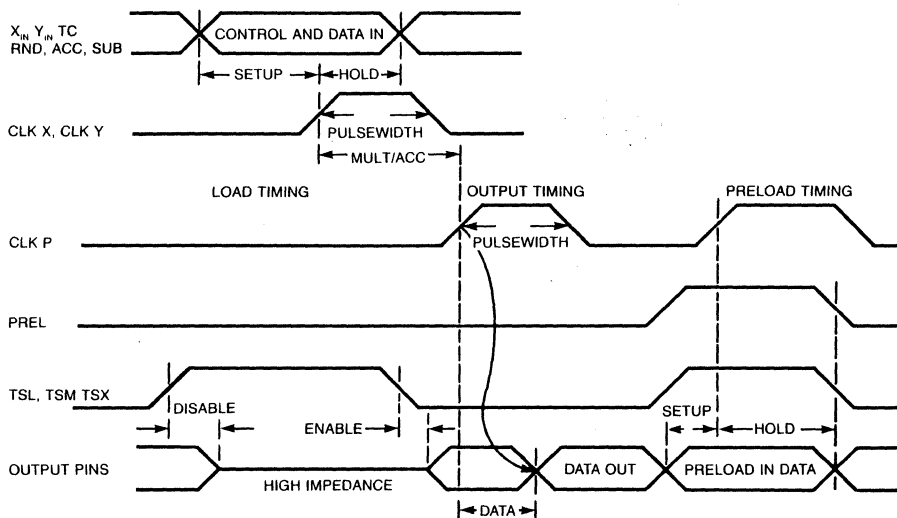 X_IN Y_IN TC
RND, ACC, SUB
CONTROL AND DATA IN
SETUP
HOLD
CLK X, CLK Y
PULSEWIDTH
MULT/ACC
LOAD TIMING
OUTPUT TIMING
PRELOAD TIMING
CLK P
PULSEWIDTH
PREL
TSL, TSM TSX
DISABLE
ENABLE
SETUP
HOLD
OUTPUT PINS
HIGH IMPEDANCE
DATA OUT
PRELOAD IN DATA
DATA